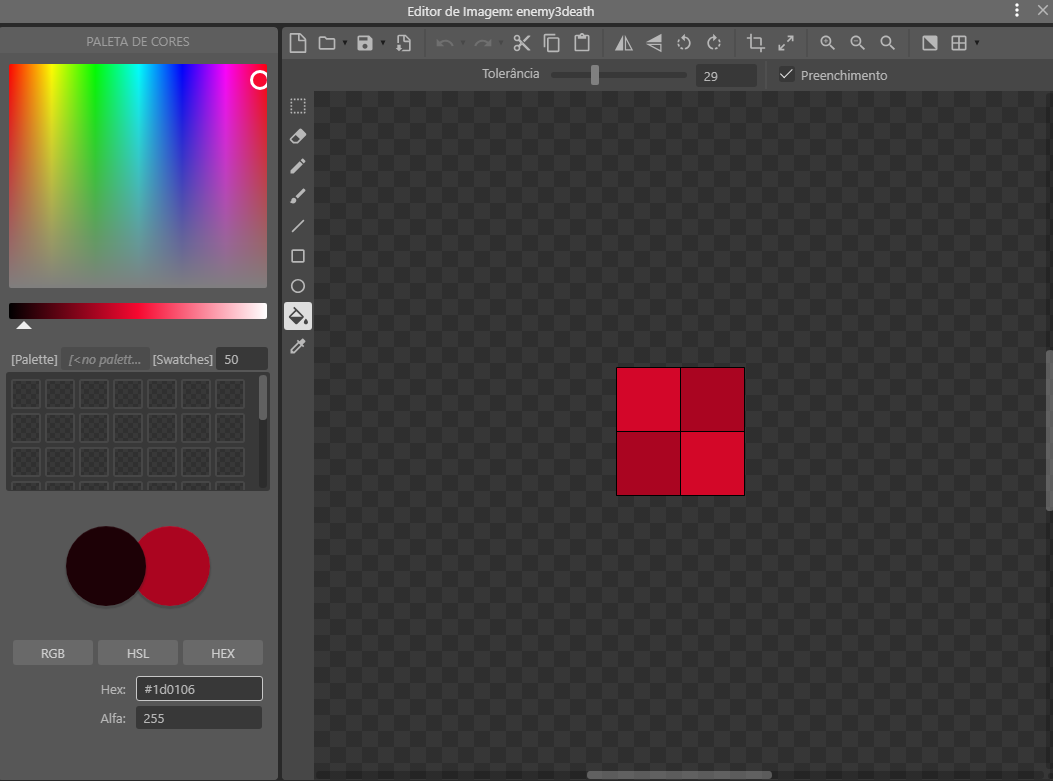 Editor de Imagem: enemy3death
PALETA DE CORES
Tolerância 29 Preenchimento
[Palette] [<no palett... [Swatches] 50
RGB HSL HEX
Hex: #1d0106
Alfa: 255